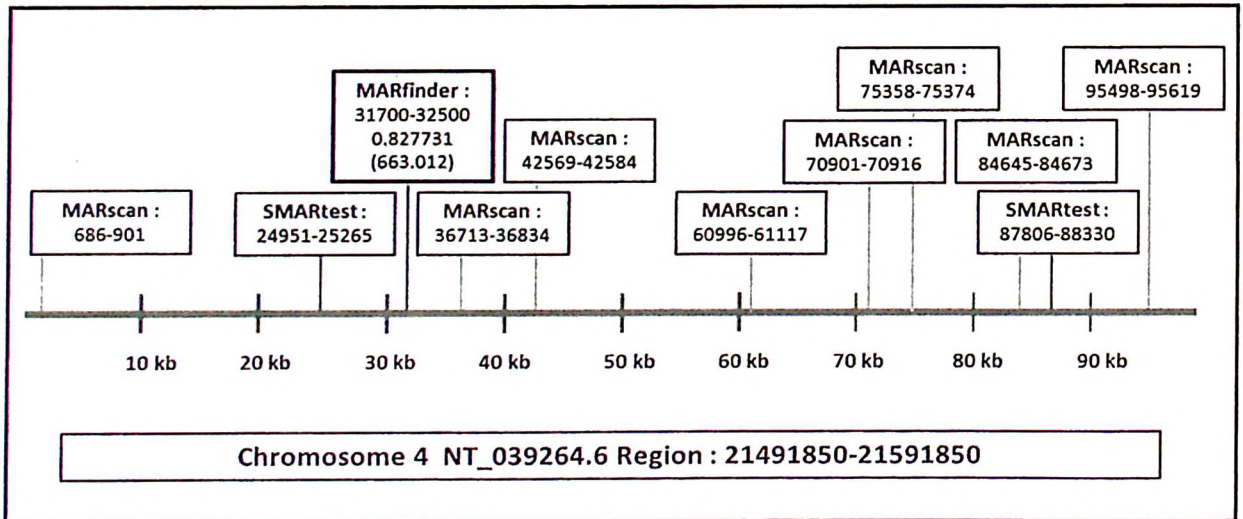 MARscan :
75358-75374
MARscan :
95498-95619
MARfinder :
31700-32500
0.827731
(663.012)
MARscan :
42569-42584
MARscan :
70901-70916
MARscan :
84645-84673
MARscan :
686-901
SMARtest :
24951-25265
MARscan :
36713-36834
MARscan :
60996-61117
SMARtest :
87806-88330
10 kb 20 kb 30 kb 40 kb 50 kb 60 kb 70 kb 80 kb 90 kb
Chromosome 4 NT_039264.6 Region : 21491850-21591850